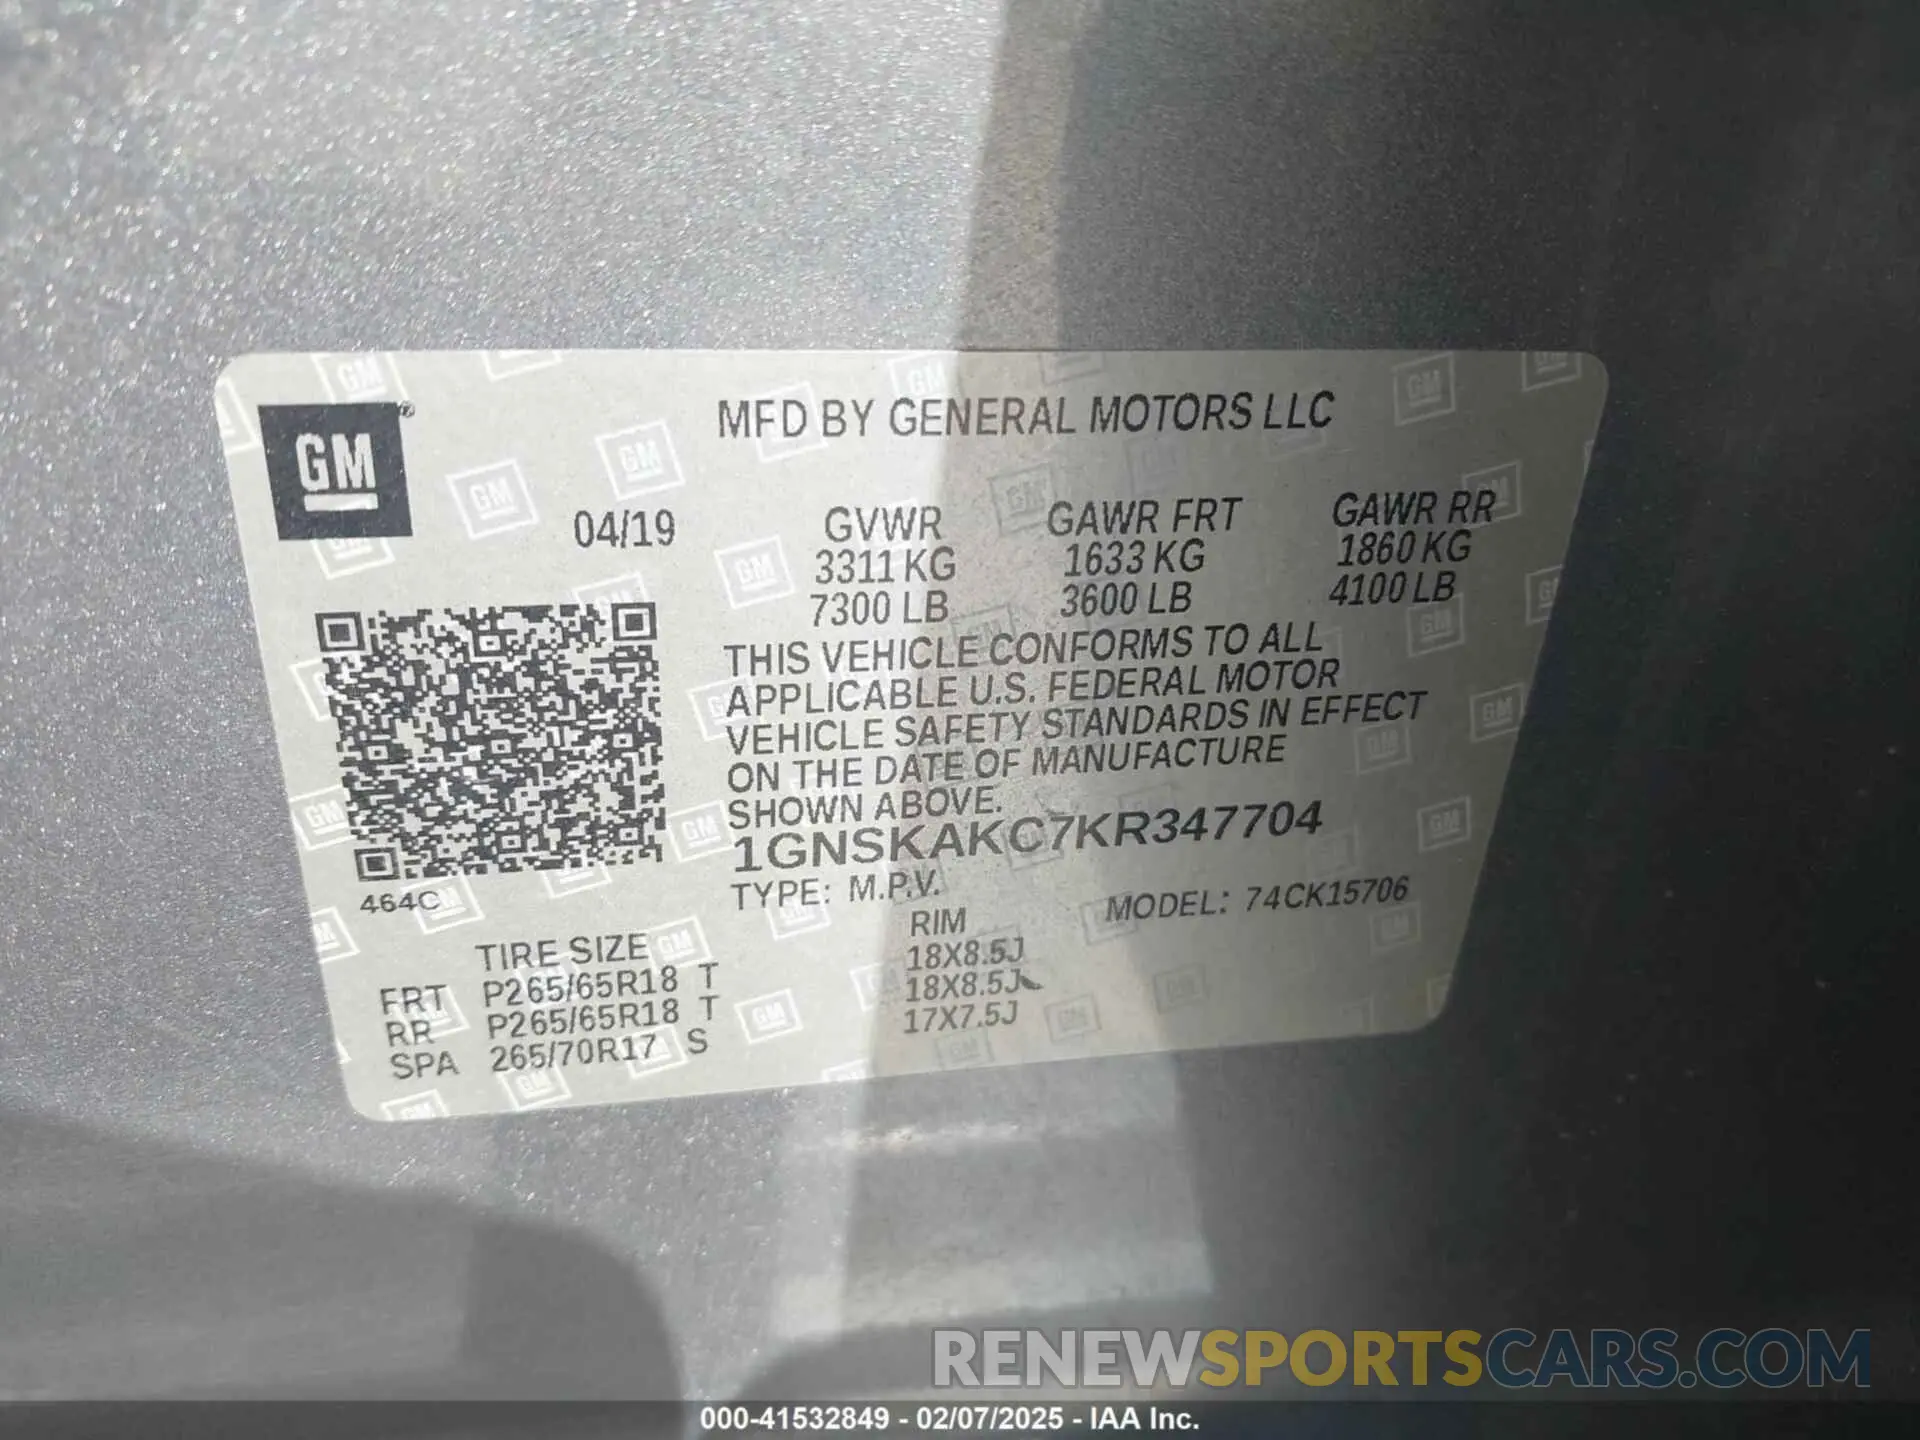 GM®
MFD BY GENERAL MOTORS LLC
04/19
GVWR GAWR FRT GAWR RR
3311 KG 1633 KG 1860 KG
7300 LB 3600 LB 4100 LB
THIS VEHICLE CONFORMS TO ALL
APPLICABLE U.S. FEDERAL MOTOR
VEHICLE SAFETY STANDARDS IN EFFECT
ON THE DATE OF MANUFACTURE
SHOWN ABOVE.
1GNSKAKC7KR347704
464C
TYPE: M.P.V. MODEL: 74CK15706
TIRE SIZE RIM
FRT P265/65R18 T 18X8.5J
RR P265/65R18 T 18X8.5J
SPA 265/70R17 S 17X7.5J
RENEWSPORTSCARS.COM
000-41532849 - 02/07/2025 - IAA Inc.